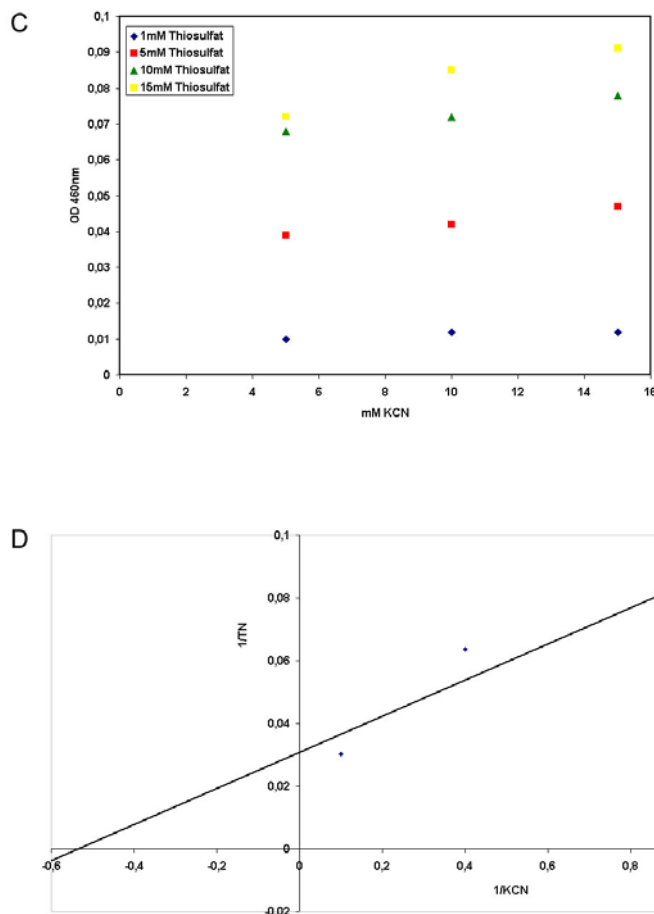 C
1mM Thiosulfat
5mM Thiosulfat
10mM Thiosulfat
15mM Thiosulfat
0,1
0,09
0,08
0,07
0,06
0,05
0,04
0,03
0,02
0,01
0
OD 460nm
0 2 4 6 8 10 12 14 16
mM KCN
D
0,1
0,08
0,06
0,04
0,02
0
-0,02
1/TN
-0,6 -0,4 -0,2 0 0,2 0,4 0,6 0,8
1/KCN